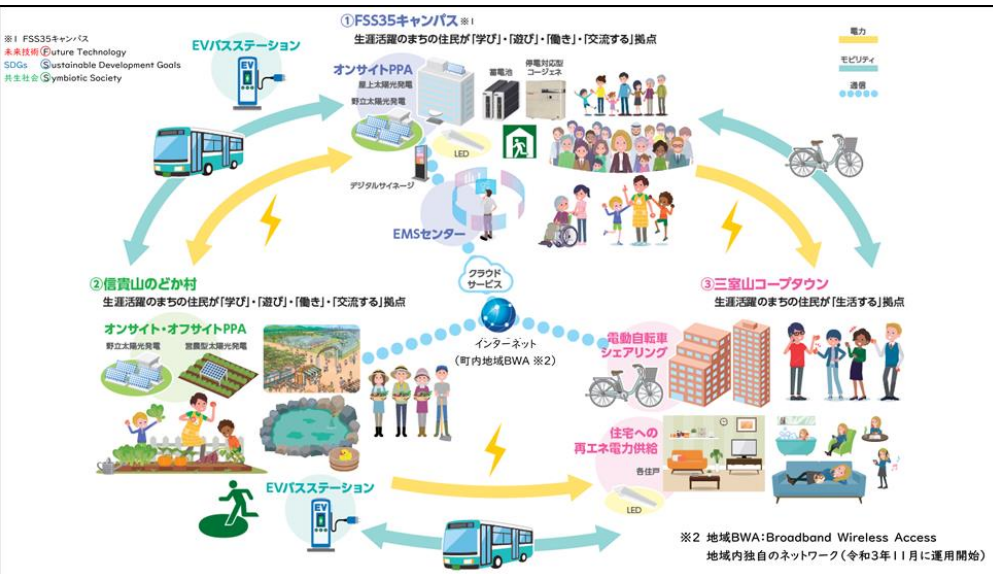 ①FSS35キャンパス※1
生涯活躍のまちの住民が「学び」・「遊び」・「働き」・「交流する」拠点
※1 FSS35キャンパス
未来技術 Ⓕuture Technology
SDGs Ⓢustainable Development Goals
共生社会 Ⓢymbiotic Society
EVバスステーション
EV
オンサイトPPA
屋上太陽光発電
野立太陽光発電
蓄電池
停電対応型
コージェネ
LED
デジタルサイネージ
EMSセンター
電力
モビリティ
通信
クラウド
サービス
インターネット
(町内地域BWA ※2)
②信貴山のどか村
生涯活躍のまちの住民が「学び」・「遊び」・「働き」・「交流する」拠点
オンサイト・オフサイトPPA
野立太陽光発電
営農型太陽光発電
EVバスステーション
EV
③三室山コープタウン
生涯活躍のまちの住民が「生活する」拠点
電動自転車
シェアリング
住宅への
再エネ電力供給
各住戸
LED
※2 地域BWA:Broadband Wireless Access
地域内独自のネットワーク(令和3年11月に運用開始)